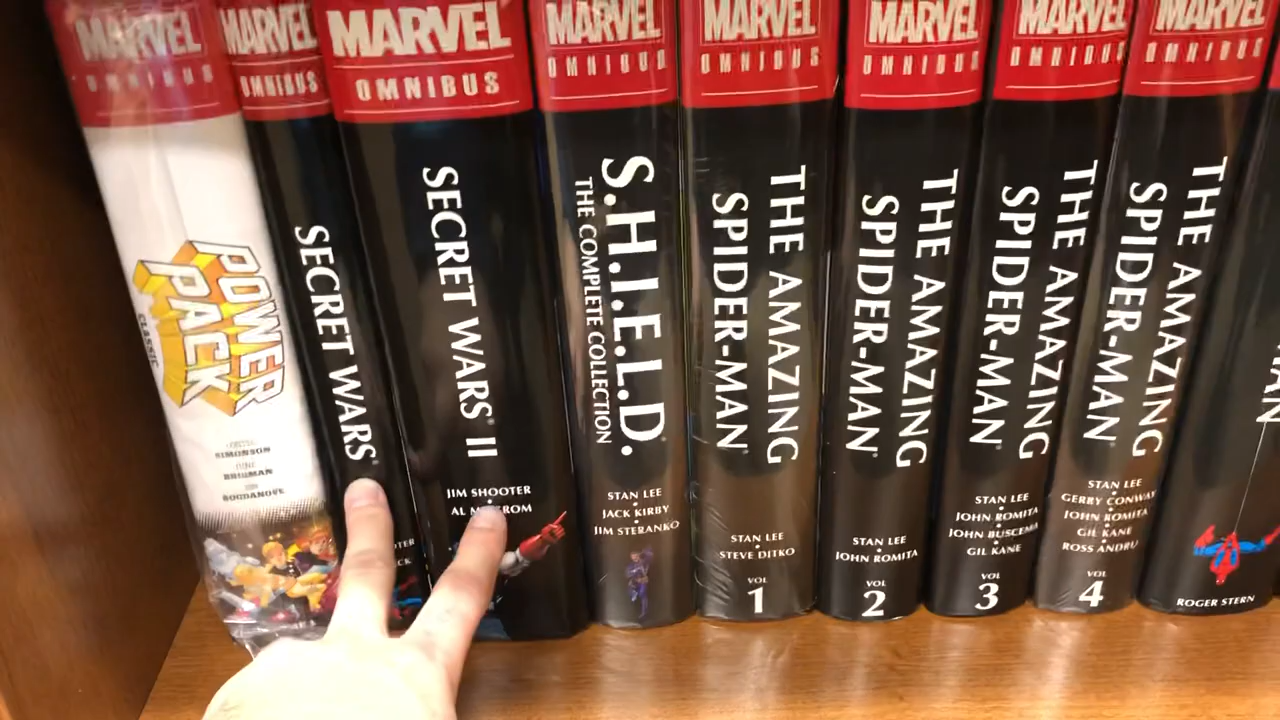 MARVEL
OMNIBUS
POWER
PACK
CLASSIC
SIMONSON
BRIGMAN
BOGDANOVE
MARVEL
OMNIBUS
SECRET WARS
MARVEL
OMNIBUS
SECRET WARS II
JIM SHOOTER
MARVEL
OMNIBUS
S.H.I.E.L.D.
THE COMPLETE COLLECTION
STAN LEE
JACK KIRBY
JIM STERANKO
MARVEL
OMNIBUS
THE AMAZING
SPIDER-MAN
STAN LEE
STEVE DITKO
VOL
1
MARVEL
OMNIBUS
THE AMAZING
SPIDER-MAN
STAN LEE
JOHN ROMITA
VOL
2
MARVEL
OMNIBUS
THE AMAZING
SPIDER-MAN
STAN LEE
JOHN ROMITA
JOHN BUSCEMA
GIL KANE
VOL
3
MARVEL
OMNIBUS
THE AMAZING
SPIDER-MAN
STAN LEE
GERRY CONWAY
JOHN ROMITA
GIL KANE
ROSS ANDRU
VOL
4
ROGER STERN